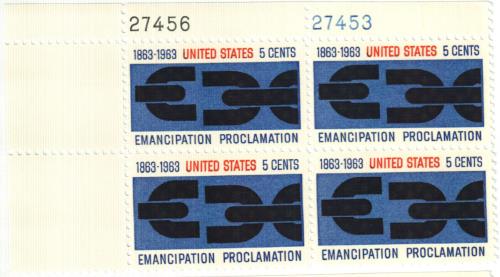 27456 27453
1863-1963 UNITED STATES 5 CENTS 1863-1963 UNITED STATES 5 CENTS
EMANCIPATION PROCLAMATION EMANCIPATION PROCLAMATION
1863-1963 UNITED STATES 5 CENTS 1863-1963 UNITED STATES 5 CENTS
EMANCIPATION PROCLAMATION EMANCIPATION PROCLAMATION